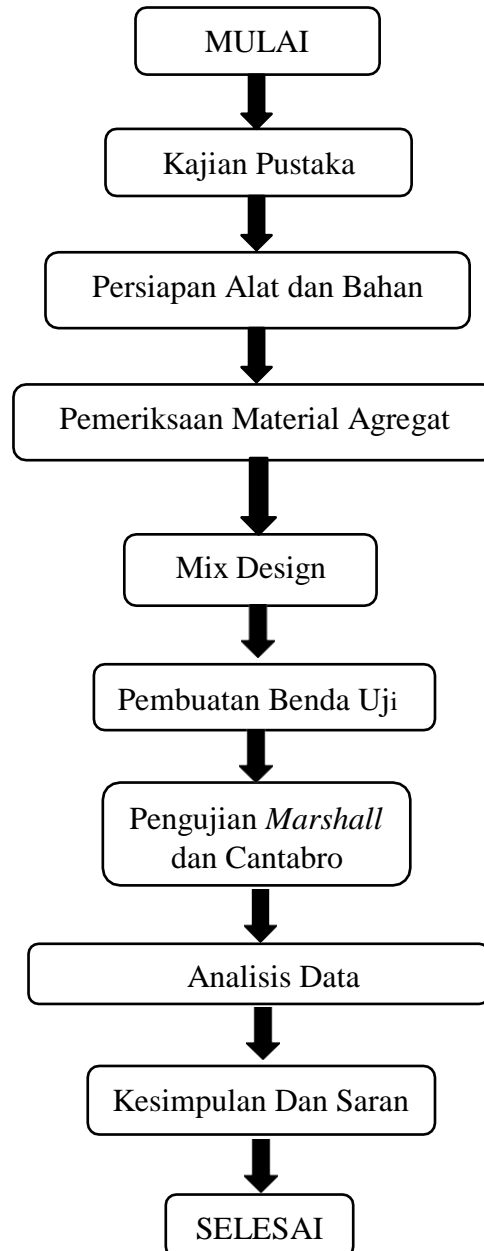 MULAI
Kajian Pustaka
Persiapan Alat dan Bahan
Pemeriksaan Material Agregat
Mix Design
Pembuatan Benda Uji
Pengujian Marshall
dan Cantabro
Analisis Data
Kesimpulan Dan Saran
SELESAI